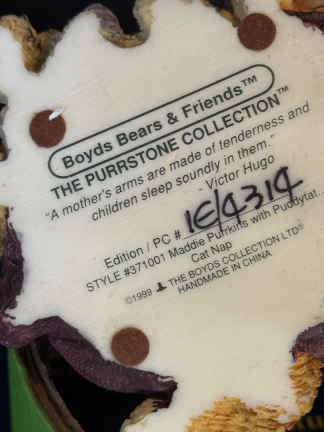 Boyds Bears & Friends™
THE PURRSTONE COLLECTION™
"A mother's arms are made of tenderness and
children sleep soundly in them."
- Victor Hugo
Edition / PC # 1E/4314
STYLE #371001 Maddie Purrkins with Puddytat..
Cat Nap
©1999 THE BOYDS COLLECTION LTD®
HANDMADE IN CHINA